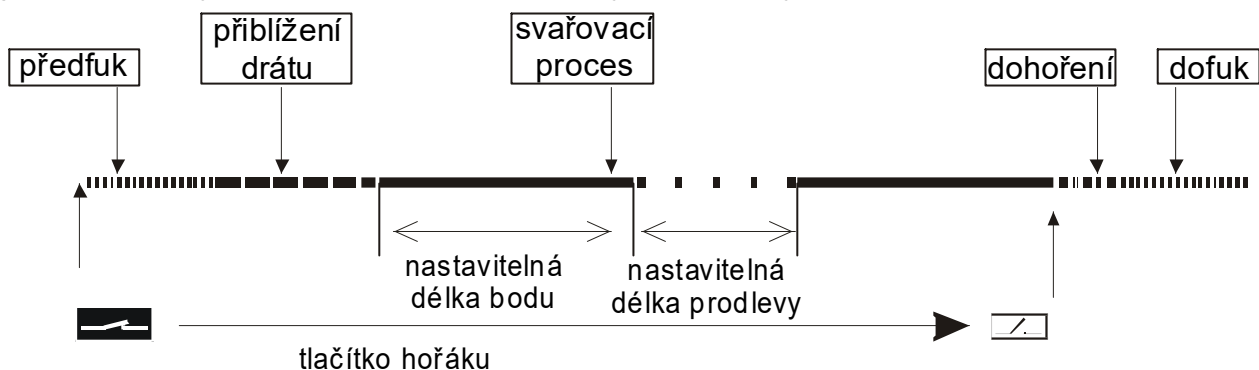 předfuk
přiblížení
drátu
svařovací
proces
dohoření
dofuk
nastavitelná
délka bodu
nastavitelná
délka prodlevy
tlačítko hořáku